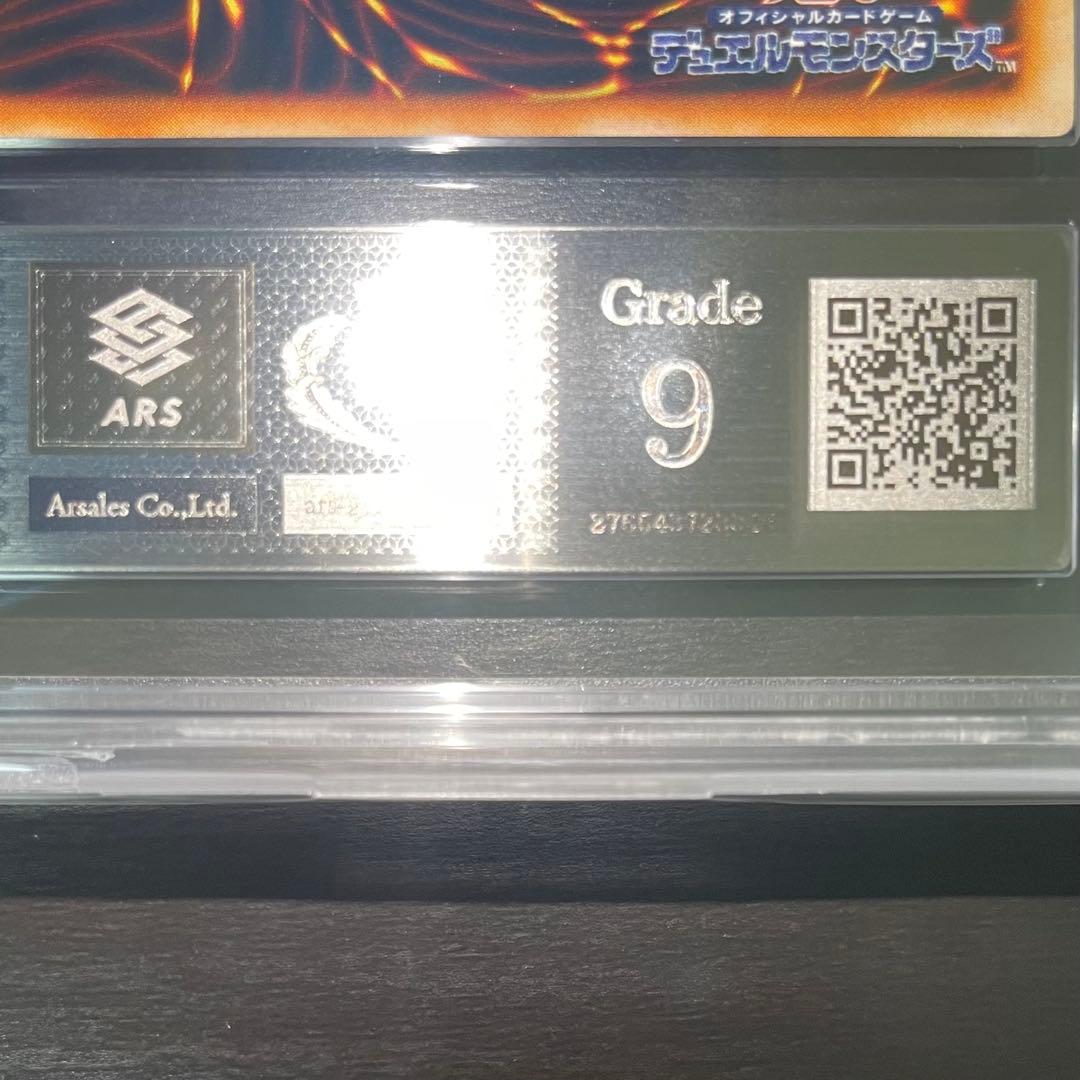 オフィシャルカードゲーム
デュエルモンスターズ TM
ARS
Arsales Co.,Ltd.
Grade
9